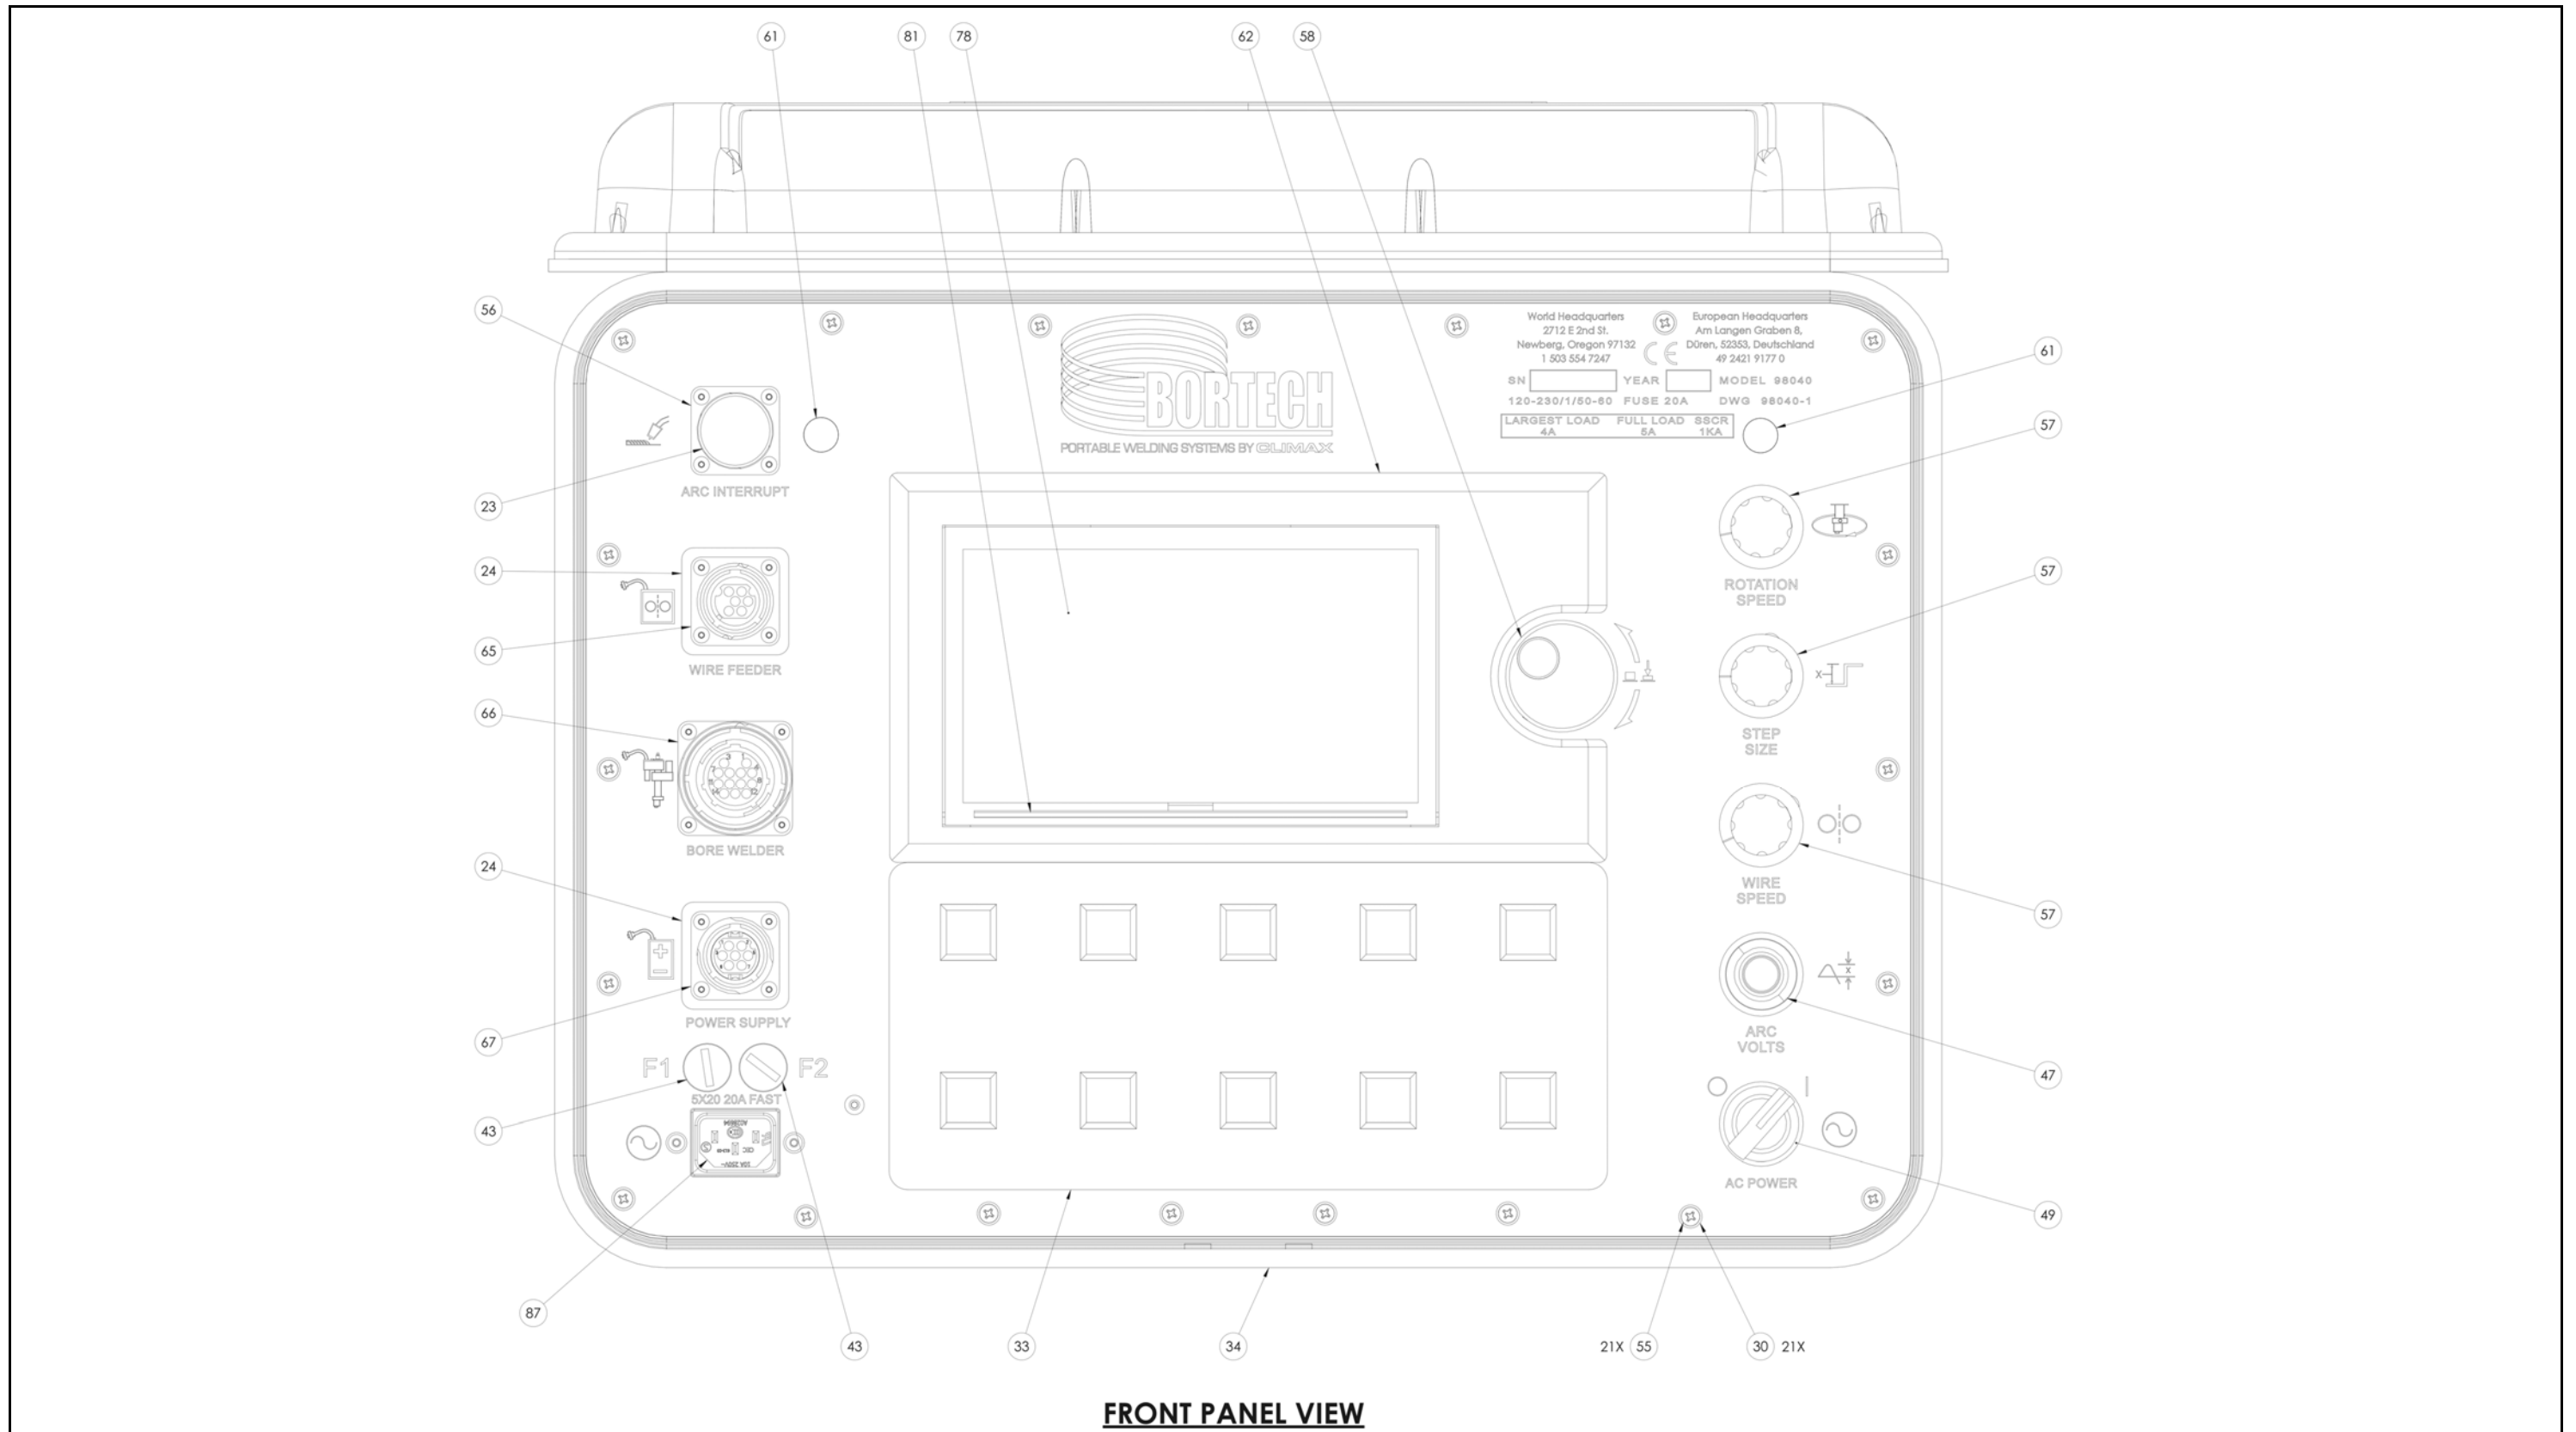 61
81
78
62
58
56
World Headquarters
2712 E 2nd St.
Newberg, Oregon 97132
1 503 554 7247
CE
European Headquarters
Am Langen Graben 8,
Düren, 52353, Deutschland
49 2421 9177 0
61
SN
YEAR
MODEL 98040
120-230/1/50-60 FUSE 20A DWG 98040-1
LARGEST LOAD FULL LOAD SSCR
4A 5A 1KA
BORTECH
PORTABLE WELDING SYSTEMS BY CLIMAX
57
ARC INTERRUPT
23
24
57
ROTATION
SPEED
65
WIRE FEEDER
66
X
STEP
SIZE
BORE WELDER
24
WIRE
SPEED
57
POWER SUPPLY
67
X
ARC
VOLTS
47
F1
F2
5X20 20A FAST
43
10A 250V~
87
AC POWER
49
43
33
34
21X 55
30 21X
FRONT PANEL VIEW